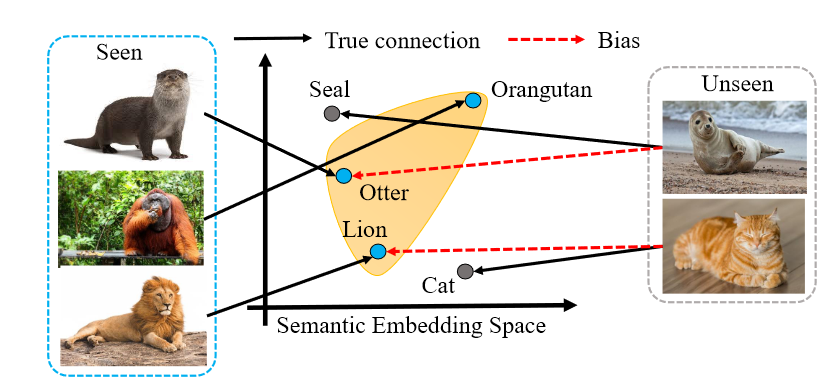 Seen
True connection
Bias
Unseen
Seal
Orangutan
Otter
Lion
Cat
Semantic Embedding Space